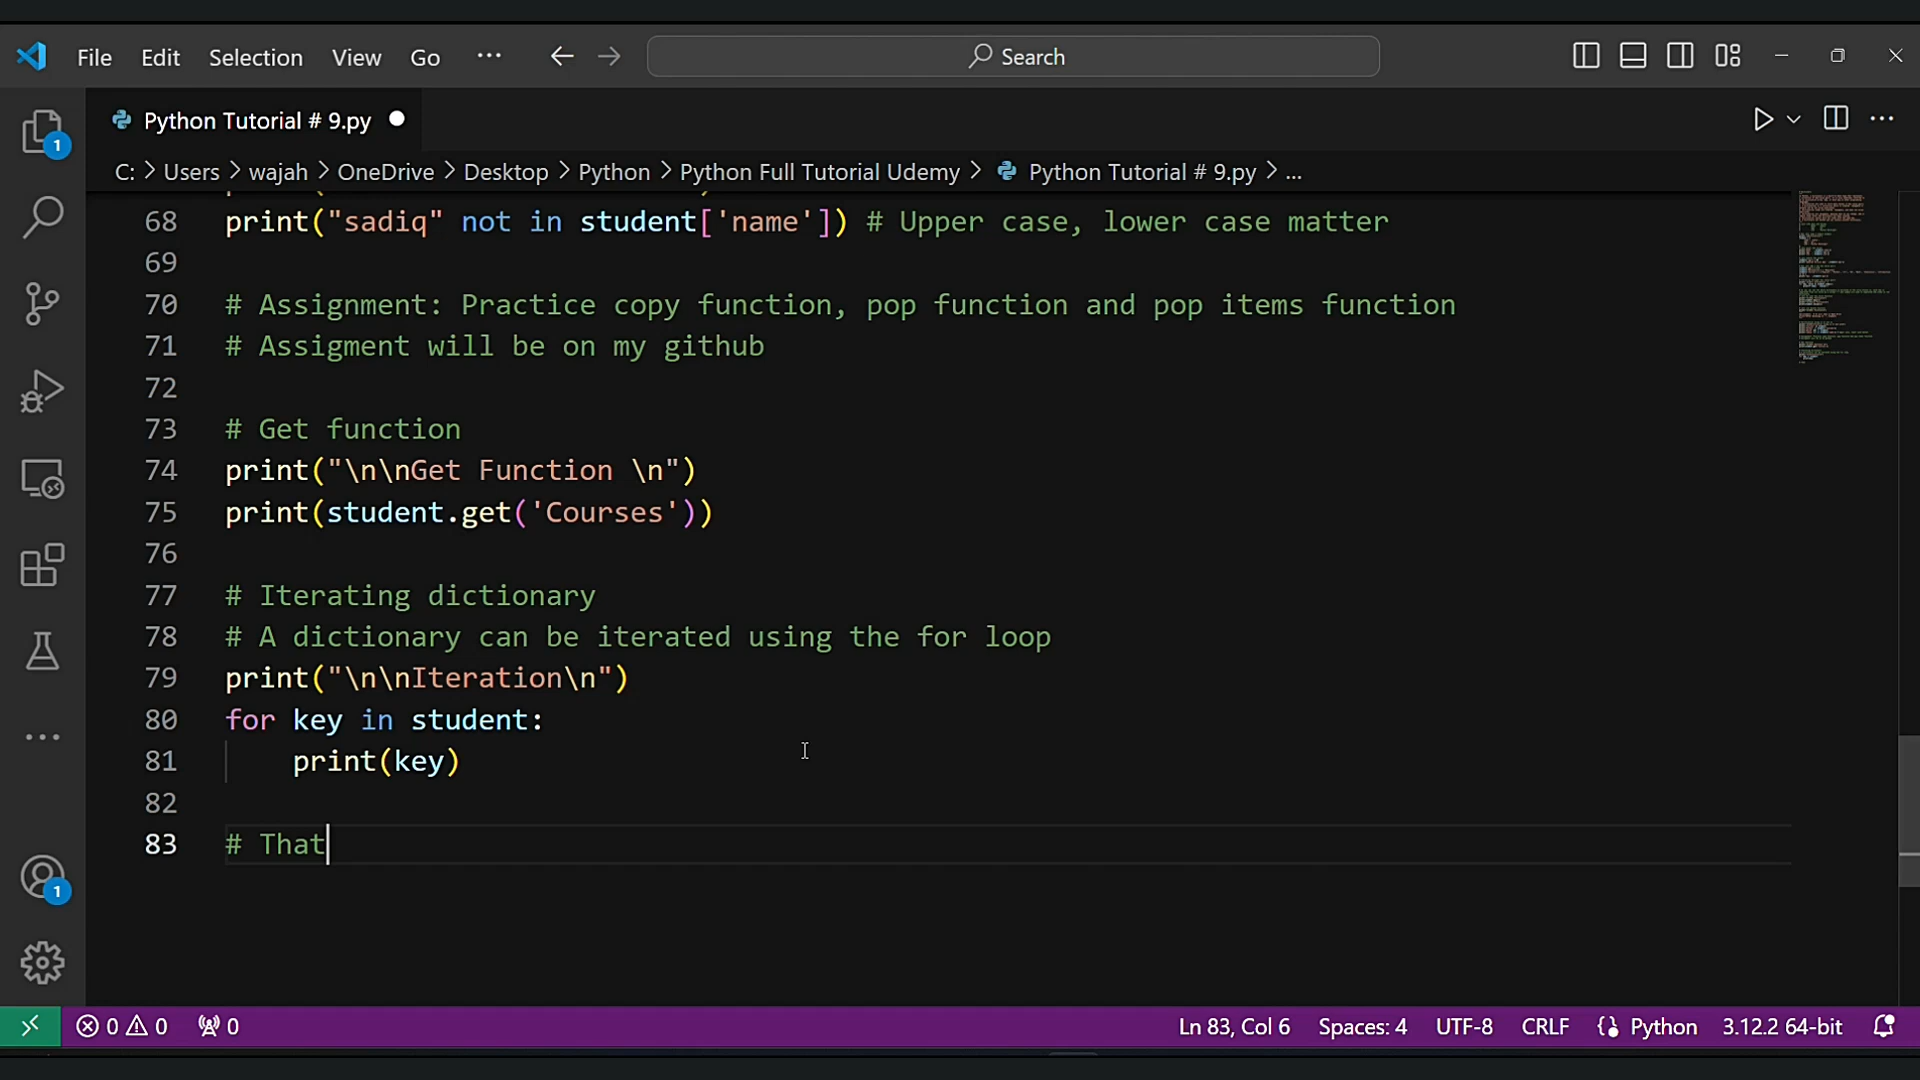 File Edit Selection View Go ··· Search
Python Tutorial # 9.py
C: > Users > wajah > OneDrive > Desktop > Python > Python Full Tutorial Udemy > Python Tutorial # 9.py > ...
68 print("sadiq" not in student['name']) # Upper case, lower case matter
69
70 # Assignment: Practice copy function, pop function and pop items function
71 # Assigment will be on my github
72
73 # Get function
74 print("\n\nGet Function \n")
75 print(student.get('Courses'))
76
77 # Iterating dictionary
78 # A dictionary can be iterated using the for loop
79 print("\n\nIteration\n")
80 for key in student:
81 print(key)
82
83 # That
1
1
0 0 0 Ln 83, Col 6 Spaces: 4 UTF-8 CRLF Python 3.12.2 64-bit